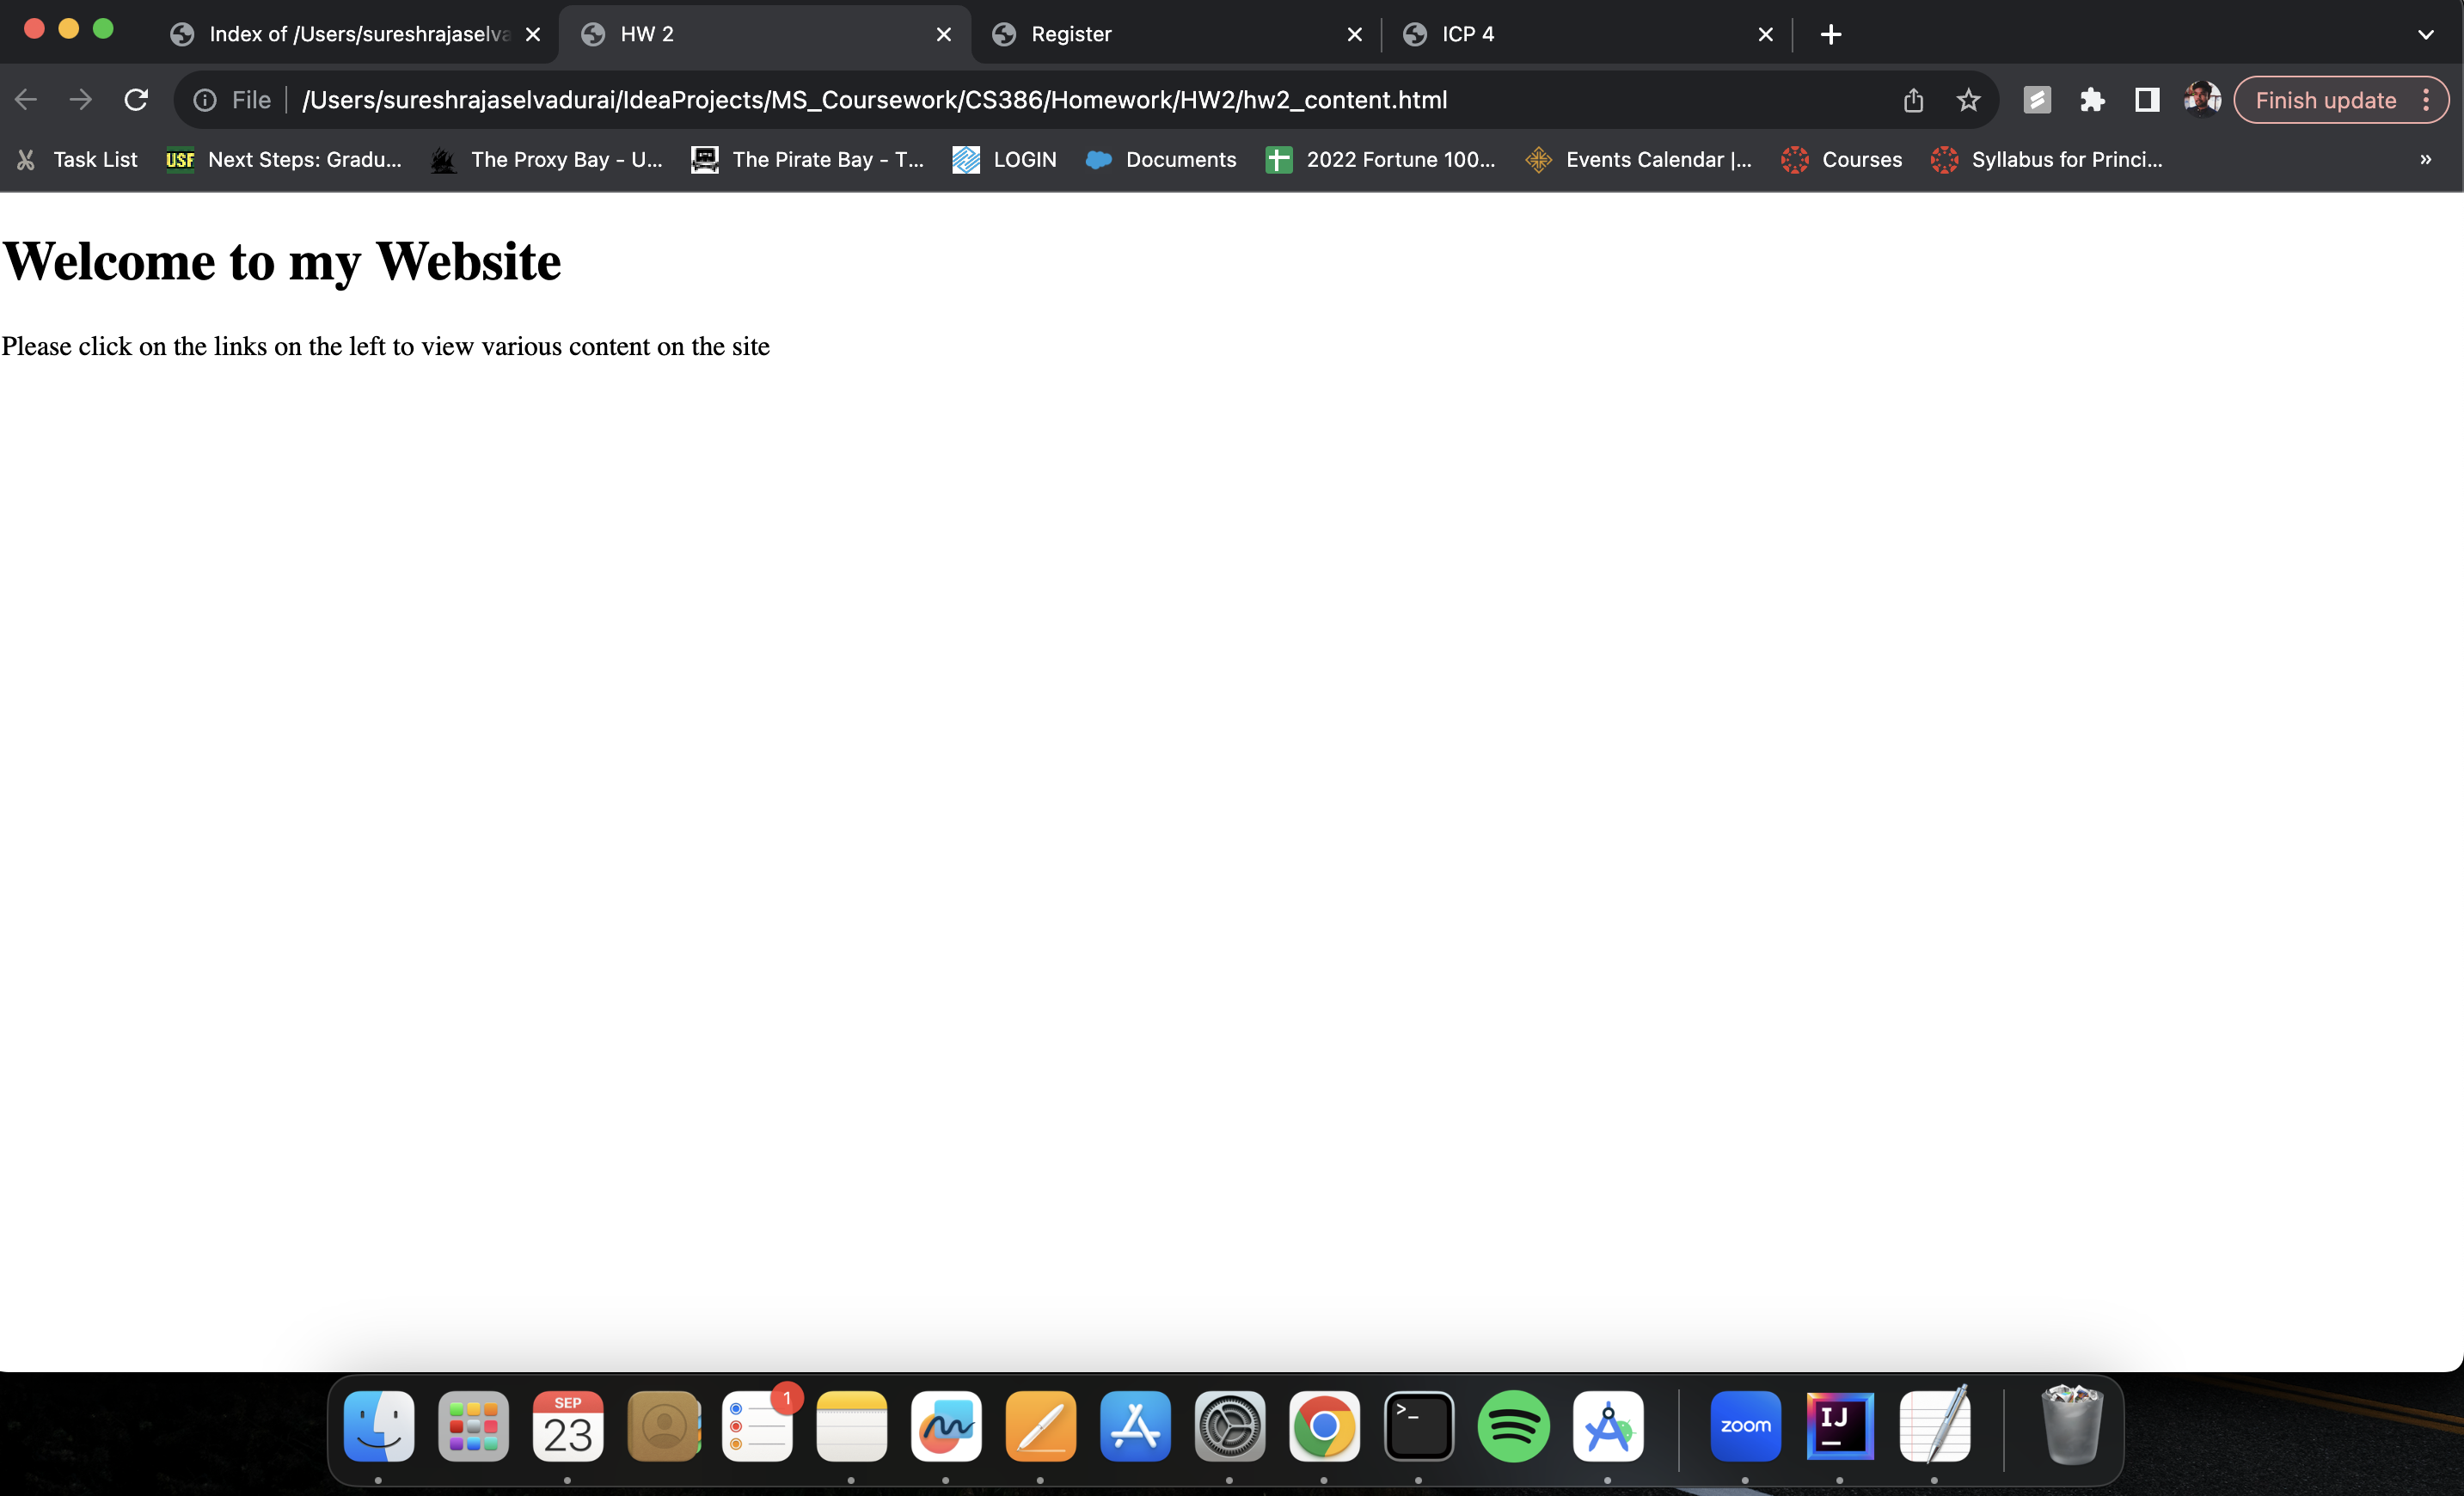 Index of /Users/sureshrajaselva
HW 2
Register
ICP 4
File
/Users/sureshrajaselvadurai/IdeaProjects/MS_Coursework/CS386/Homework/HW2/hw2_content.html
Finish update
Task List
USF
Next Steps: Gradu...
The Proxy Bay - U...
The Pirate Bay - T...
LOGIN
Documents
2022 Fortune 100...
Events Calendar |...
Courses
Syllabus for Princi...
»
Welcome to my Website
Please click on the links on the left to view various content on the site
SEP
23
1
>_
zoom
IJ